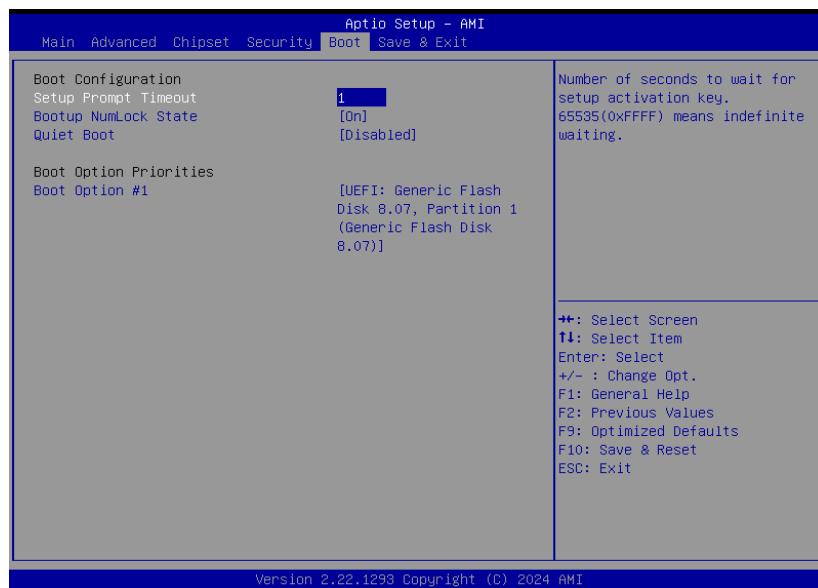 Aptio Setup – AMI
Main Advanced Chipset Security Boot Save & Exit
Boot Configuration
Setup Prompt Timeout 1
Bootup NumLock State [On]
Quiet Boot [Disabled]
Boot Option Priorities
Boot Option #1 [UEFI: Generic Flash
Disk 8.07, Partition 1
(Generic Flash Disk
8.07)]
Number of seconds to wait for
setup activation key.
65535(0xFFFF) means indefinite
waiting.
→←: Select Screen
↑↓: Select Item
Enter: Select
+/– : Change Opt.
F1: General Help
F2: Previous Values
F9: Optimized Defaults
F10: Save & Reset
ESC: Exit
Version 2.22.1293 Copyright (C) 2024 AMI